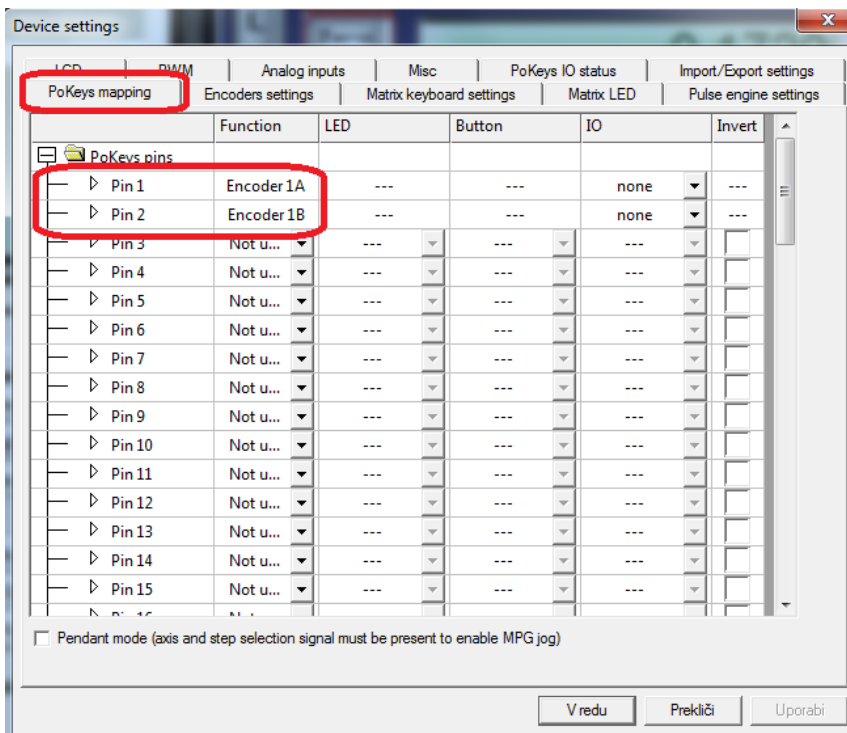 Device settings
LCD PWM Analog inputs Misc PoKeys IO status Import/Export settings
PoKeys mapping Encoders settings Matrix keyboard settings Matrix LED Pulse engine settings
Function LED Button IO Invert
PoKeys pins
Pin 1 Encoder 1A --- --- none ---
Pin 2 Encoder 1B --- --- none ---
Pin 3 Not u... --- --- ---
Pin 4 Not u... --- --- ---
Pin 5 Not u... --- --- ---
Pin 6 Not u... --- --- ---
Pin 7 Not u... --- --- ---
Pin 8 Not u... --- --- ---
Pin 9 Not u... --- --- ---
Pin 10 Not u... --- --- ---
Pin 11 Not u... --- --- ---
Pin 12 Not u... --- --- ---
Pin 13 Not u... --- --- ---
Pin 14 Not u... --- --- ---
Pin 15 Not u... --- --- ---
Pendant mode (axis and step selection signal must be present to enable MPG jog)
V redu Prekliči Uporabi